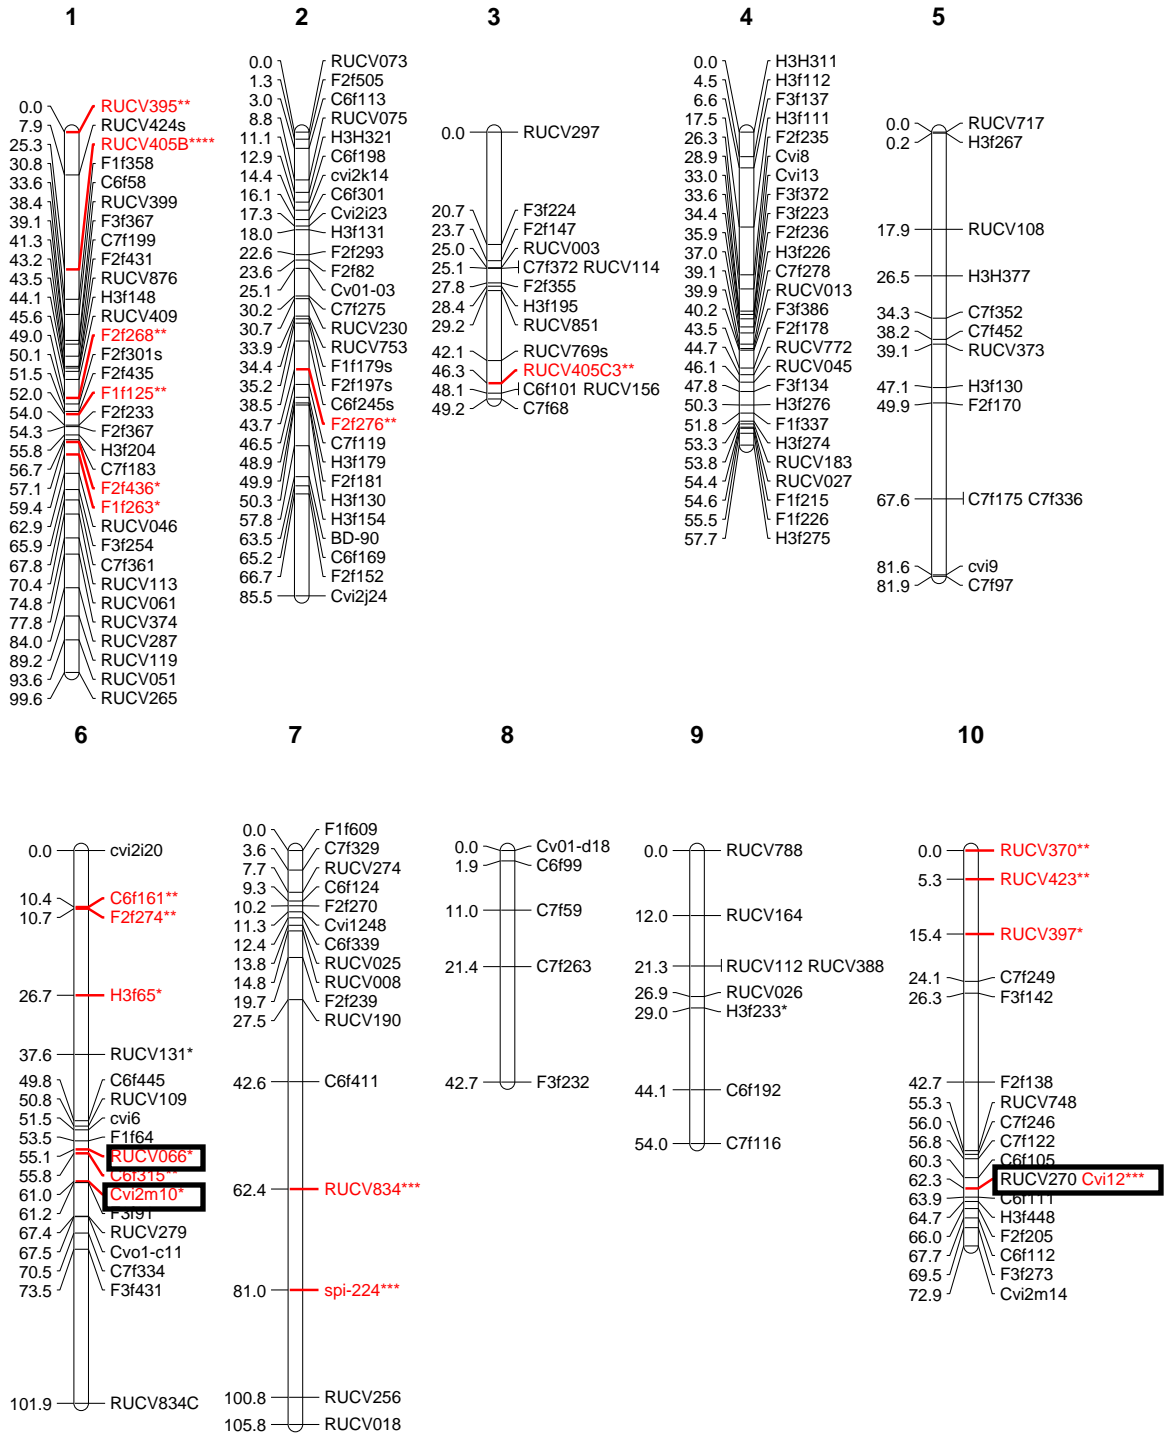 1
0.0 RUCV395**
7.9 RUCV424s
25.3 RUCV405B****
30.8 F1f358
33.6 C6f58
38.4 RUCV399
39.1 F3f367
41.3 C7f199
43.2 F2f431
43.5 RUCV876
44.1 H3f148
45.6 RUCV409
49.0 F2f268**
50.1 F2f301s
51.5 F2f435
52.0 F1f125**
54.0 F2f233
54.3 F2f367
55.8 H3f204
56.7 C7f183
57.1 F2f436*
59.4 F1f263*
62.9 RUCV046
65.9 F3f254
67.8 C7f361
70.4 RUCV113
74.8 RUCV061
77.8 RUCV374
84.0 RUCV287
89.2 RUCV119
93.6 RUCV051
99.6 RUCV265
2
0.0 RUCV073
1.3 F2f505
3.0 C6f113
8.8 RUCV075
11.1 H3H321
12.9 C6f198
14.4 cvi2k14
16.1 C6f301
17.3 Cvi2i23
18.0 H3f131
22.6 F2f293
23.6 F2f82
25.1 Cv01-03
30.2 C7f275
30.7 RUCV230
33.9 RUCV753
34.4 F1f179s
35.2 F2f197s
38.5 C6f245s
43.7 F2f276**
46.5 C7f119
48.9 H3f179
49.9 F2f181
50.3 H3f130
57.8 H3f154
63.5 BD-90
65.2 C6f169
66.7 F2f152
85.5 Cvi2j24
3
0.0 RUCV297
20.7 F3f224
23.7 F2f147
25.0 RUCV003
25.1 C7f372 RUCV114
27.8 F2f355
28.4 H3f195
29.2 RUCV851
42.1 RUCV769s
46.3 RUCV405C3**
48.1 C6f101 RUCV156
49.2 C7f68
4
0.0 H3H311
4.5 H3f112
6.6 F3f137
17.5 H3f111
26.3 F2f235
28.9 Cvi8
33.0 Cvi13
33.6 F3f372
34.4 F3f223
35.9 F2f236
37.0 H3f226
39.1 C7f278
39.9 RUCV013
40.2 F3f386
43.5 F2f178
44.7 RUCV772
46.1 RUCV045
47.8 F3f134
50.3 H3f276
51.8 F1f337
53.3 H3f274
53.8 RUCV183
54.4 RUCV027
54.6 F1f215
55.5 F1f226
57.7 H3f275
5
0.0 RUCV717
0.2 H3f267
17.9 RUCV108
26.5 H3H377
34.3 C7f352
38.2 C7f452
39.1 RUCV373
47.1 H3f130
49.9 F2f170
67.6 C7f175 C7f336
81.6 cvi9
81.9 C7f97
6
0.0 cvi2i20
10.4 C6f161**
10.7 F2f274**
26.7 H3f65*
37.6 RUCV131*
49.8 C6f445
50.8 RUCV109
51.5 cvi6
53.5 F1f64
55.1 RUCV066*
55.8 C6f315**
61.0 Cvi2m10*
61.2 F3f91
67.4 RUCV279
67.5 Cvo1-c11
70.5 C7f334
73.5 F3f431
101.9 RUCV834C
7
0.0 F1f609
3.6 C7f329
7.7 RUCV274
9.3 C6f124
10.2 F2f270
11.3 Cvi1248
12.4 C6f339
13.8 RUCV025
14.8 RUCV008
19.7 F2f239
27.5 RUCV190
42.6 C6f411
62.4 RUCV834***
81.0 spi-224***
100.8 RUCV256
105.8 RUCV018
8
0.0 Cv01-d18
1.9 C6f99
11.0 C7f59
21.4 C7f263
42.7 F3f232
9
0.0 RUCV788
12.0 RUCV164
21.3 RUCV112 RUCV388
26.9 RUCV026
29.0 H3f233*
44.1 C6f192
54.0 C7f116
10
0.0 RUCV370**
5.3 RUCV423**
15.4 RUCV397*
24.1 C7f249
26.3 F3f142
42.7 F2f138
55.3 RUCV748
56.0 C7f246
56.8 C7f122
60.3 C6f105
62.3 RUCV270 Cvi12***
63.9 C6f111
64.7 H3f448
66.0 F2f205
67.7 C6f112
69.5 F3f273
72.9 Cvi2m14